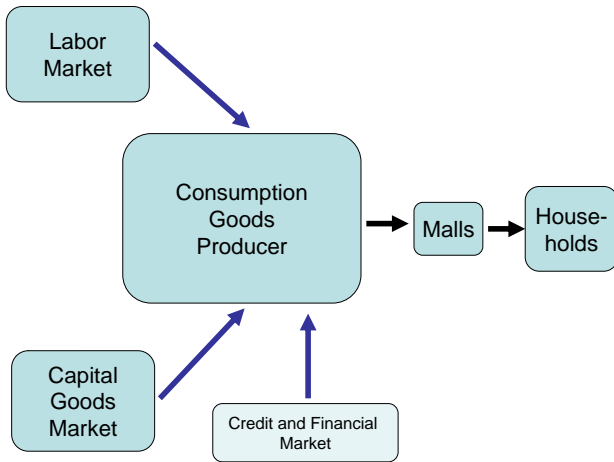 Labor
Market
Consumption
Goods
Producer
Malls
House-
holds
Capital
Goods
Market
Credit and Financial
Market